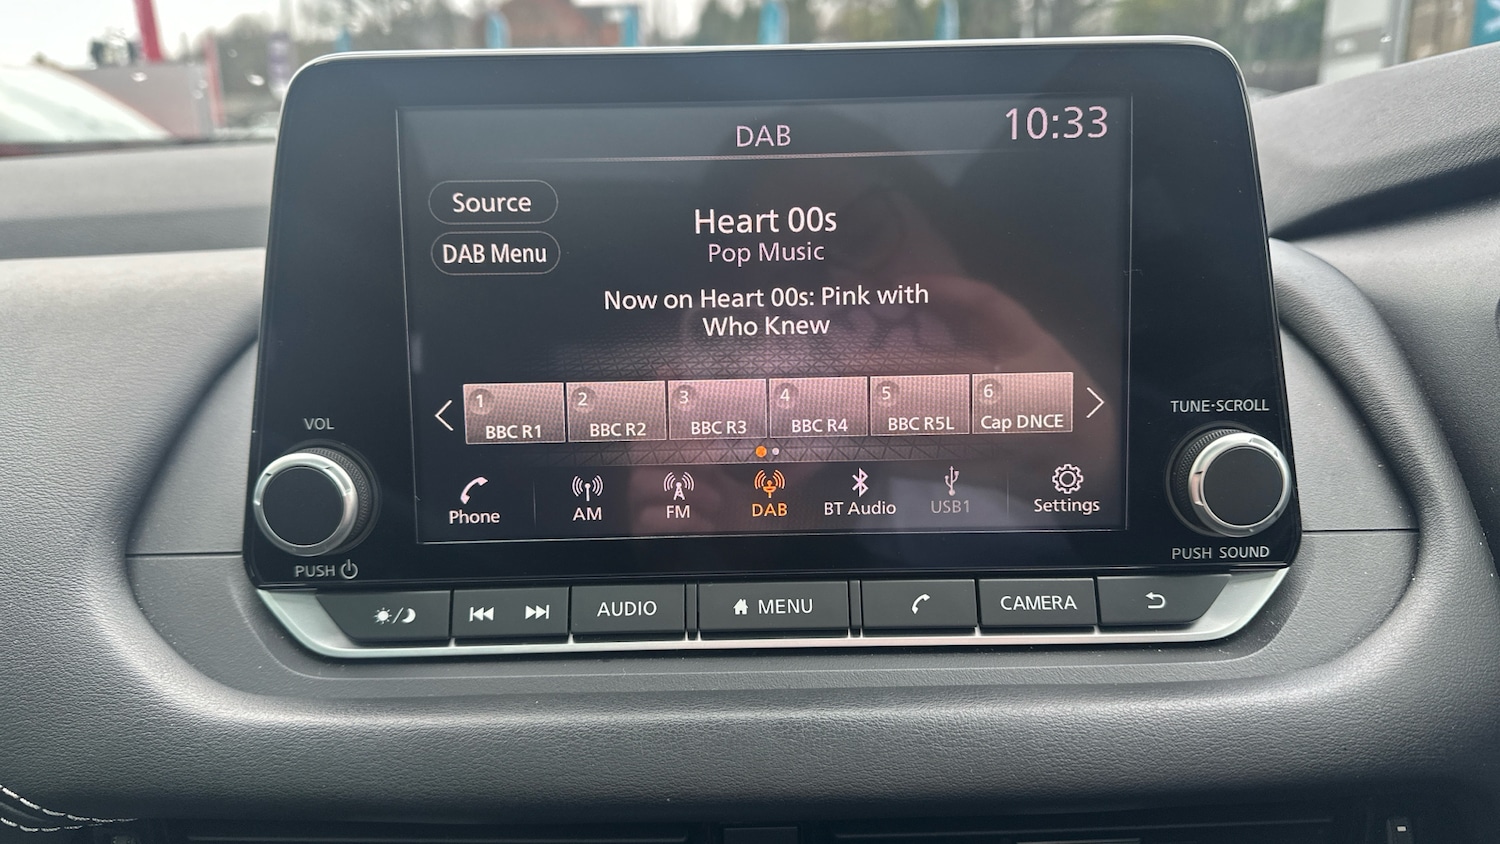 DAB
10:33
Source
DAB Menu
Heart 00s
Pop Music
Now on Heart 00s: Pink with
Who Knew
1
BBC R1
2
BBC R2
3
BBC R3
4
BBC R4
5
BBC R5L
6
Cap DNCE
Phone
AM
FM
DAB
BT Audio
USB1
Settings
VOL
PUSH
TUNE·SCROLL
PUSH SOUND
AUDIO
MENU
CAMERA